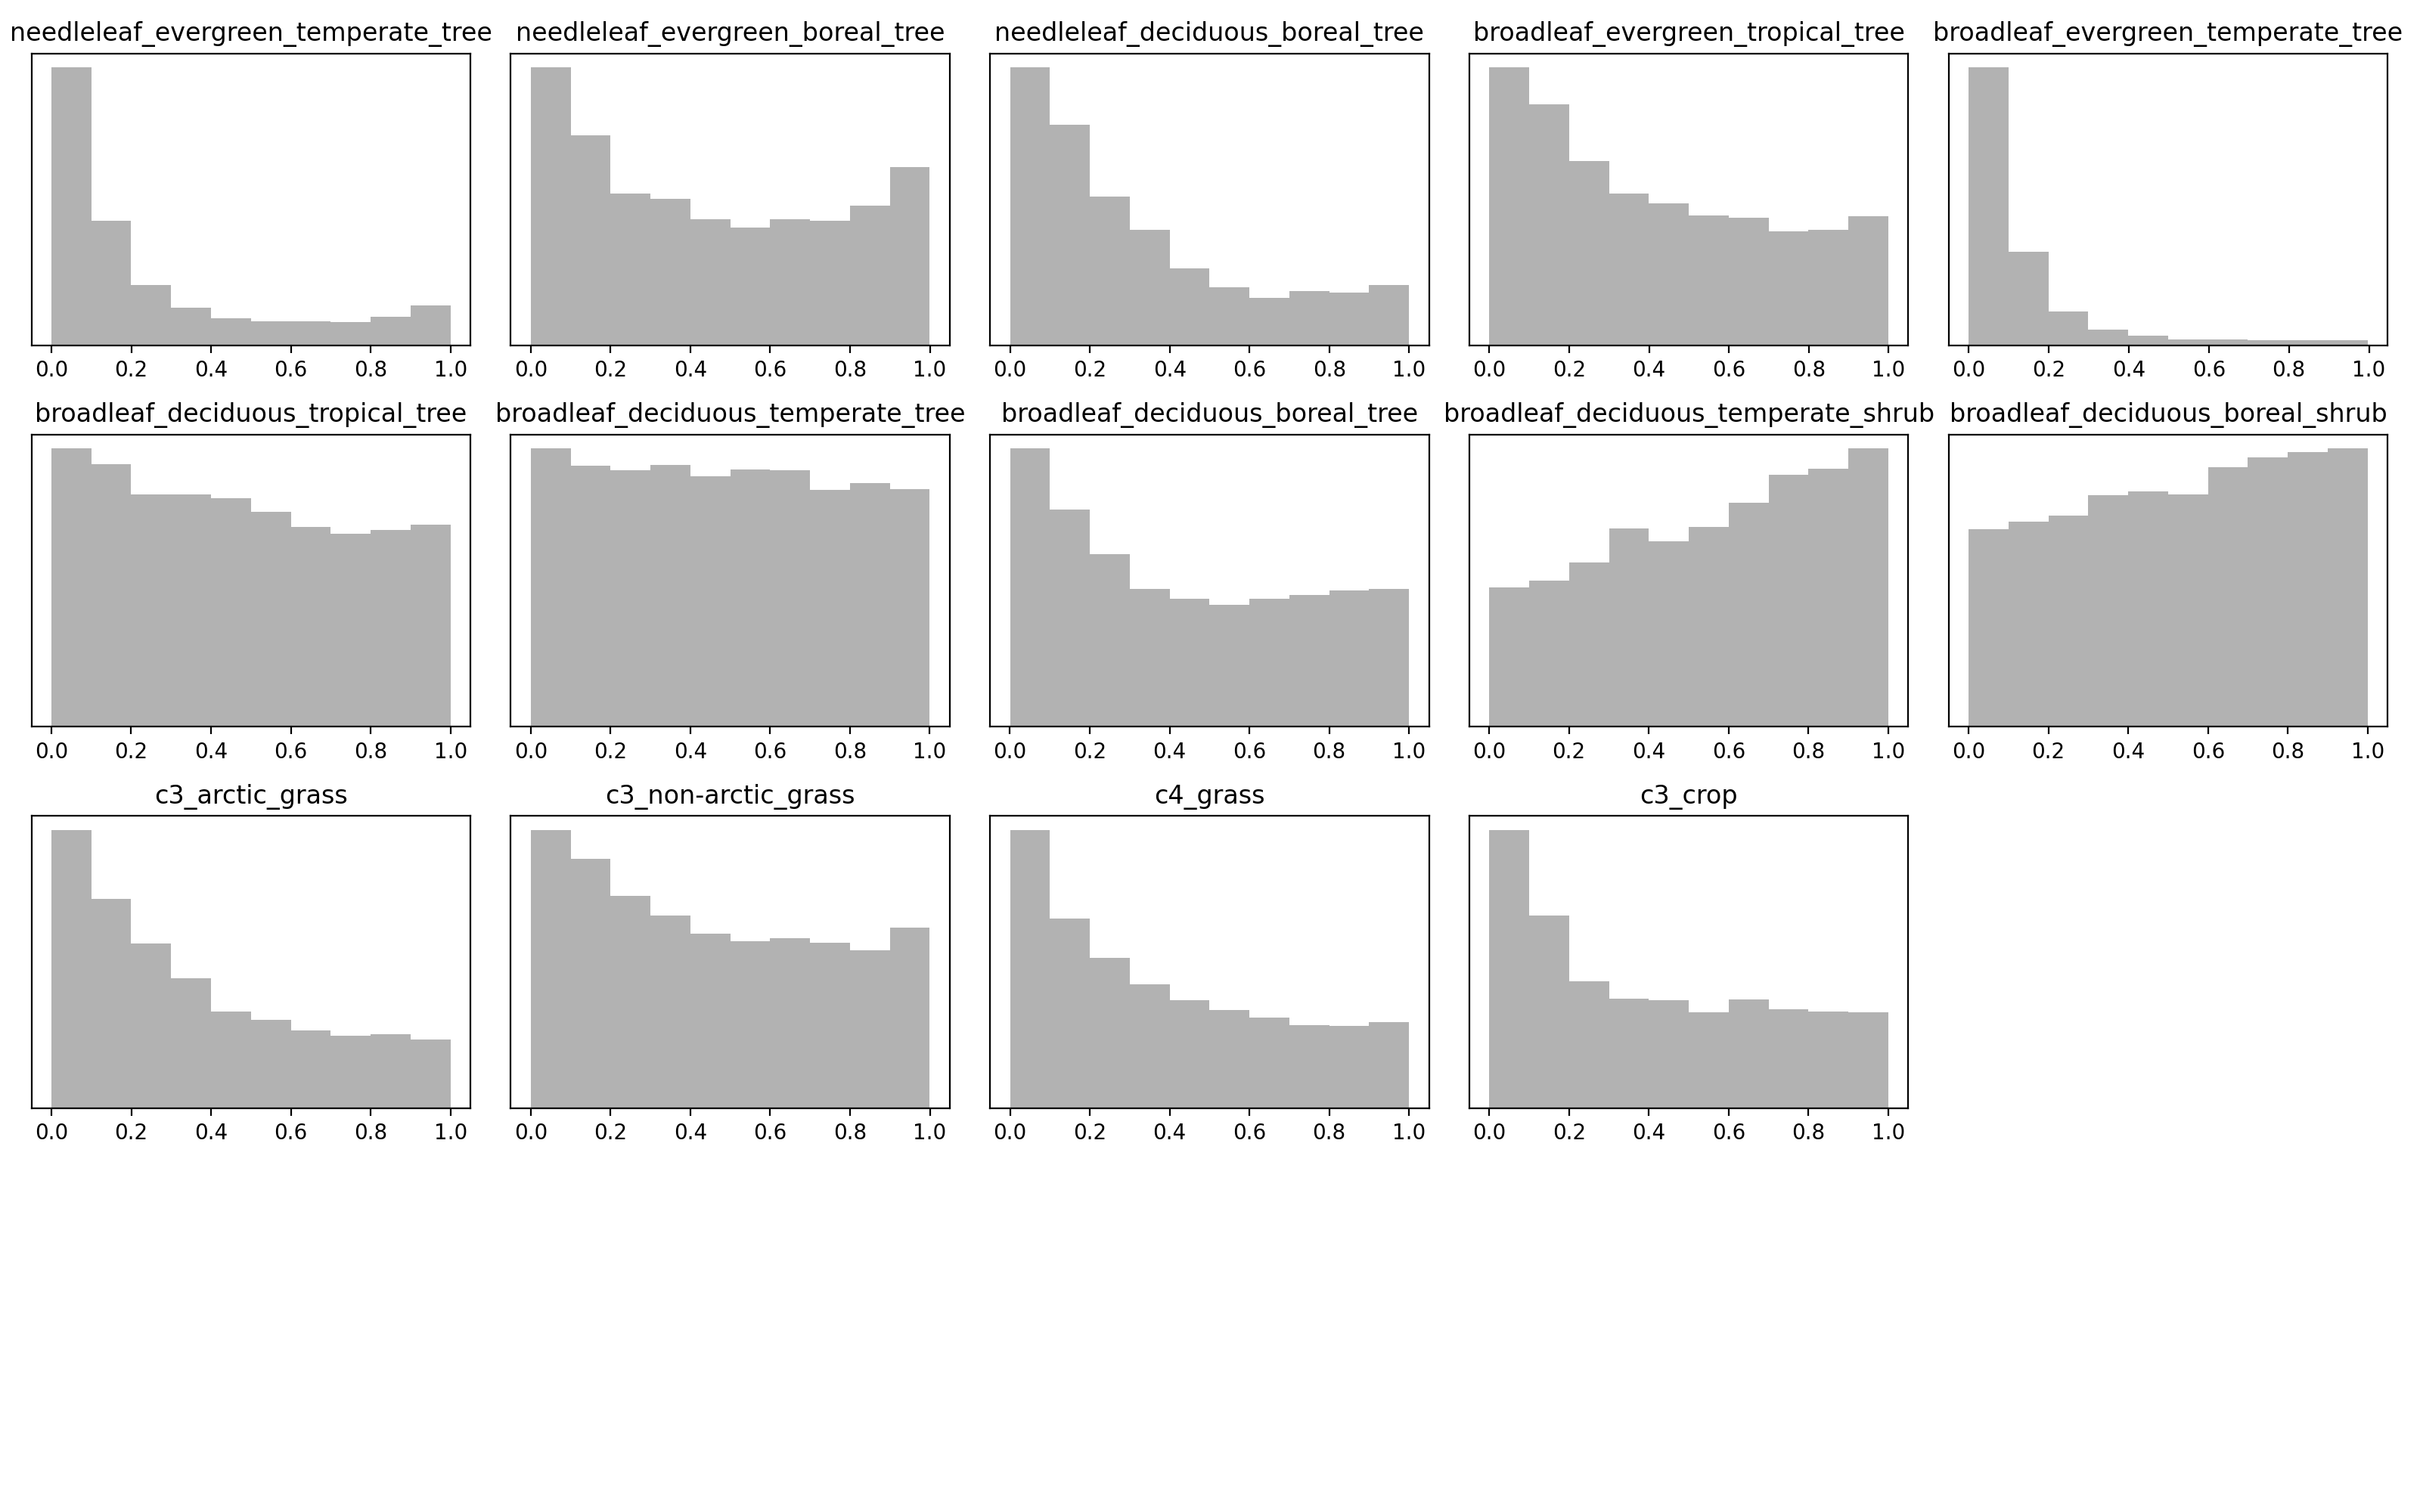 needleleaf_evergreen_temperate_tree needleleaf_evergreen_boreal_tree needleleaf_deciduous_boreal_tree broadleaf_evergreen_tropical_tree broadleaf_evergreen_temperate_tree
0.0 0.2 0.4 0.6 0.8 1.0 0.0 0.2 0.4 0.6 0.8 1.0 0.0 0.2 0.4 0.6 0.8 1.0 0.0 0.2 0.4 0.6 0.8 1.0 0.0 0.2 0.4 0.6 0.8 1.0
broadleaf_deciduous_tropical_tree broadleaf_deciduous_temperate_tree broadleaf_deciduous_boreal_tree broadleaf_deciduous_temperate_shrub broadleaf_deciduous_boreal_shrub
0.0 0.2 0.4 0.6 0.8 1.0 0.0 0.2 0.4 0.6 0.8 1.0 0.0 0.2 0.4 0.6 0.8 1.0 0.0 0.2 0.4 0.6 0.8 1.0 0.0 0.2 0.4 0.6 0.8 1.0
c3_arctic_grass c3_non-arctic_grass c4_grass c3_crop
0.0 0.2 0.4 0.6 0.8 1.0 0.0 0.2 0.4 0.6 0.8 1.0 0.0 0.2 0.4 0.6 0.8 1.0 0.0 0.2 0.4 0.6 0.8 1.0